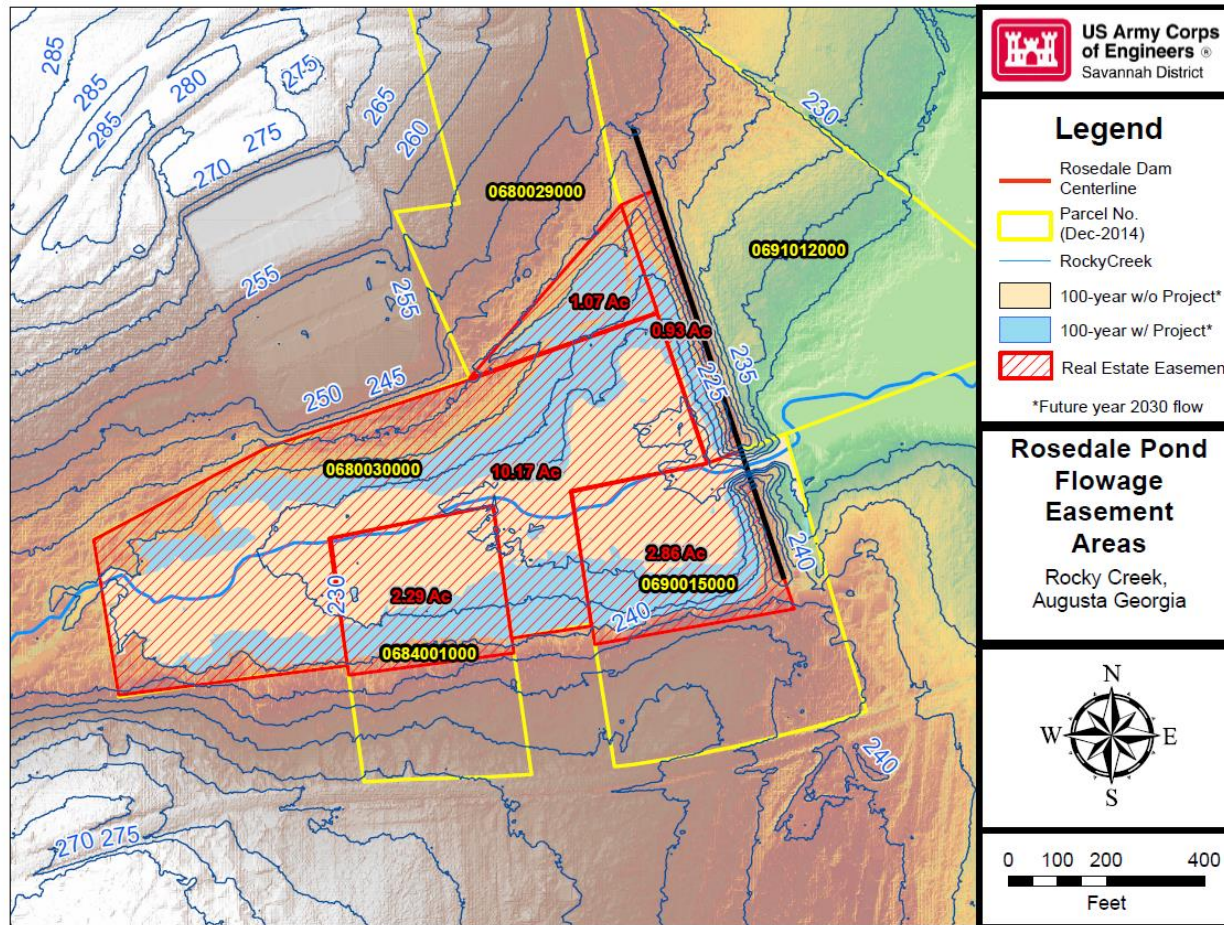 285
285
285
280
275
275
270
265
260
255
255
250
245
230
235
225
240
240
240
230
270
275
0680029000
0691012000
1.07 Ac
0.93 Ac
0680030000
10.17 Ac
2.86 Ac
0690015000
2.29 Ac
0684001000
US Army Corps
of Engineers ®
Savannah District
Legend
Rosedale Dam
Centerline
Parcel No.
(Dec-2014)
RockyCreek
100-year w/o Project*
100-year w/ Project*
Real Estate Easemen
*Future year 2030 flow
Rosedale Pond
Flowage
Easement
Areas
Rocky Creek,
Augusta Georgia
N
W E
S
0 100 200 400
Feet